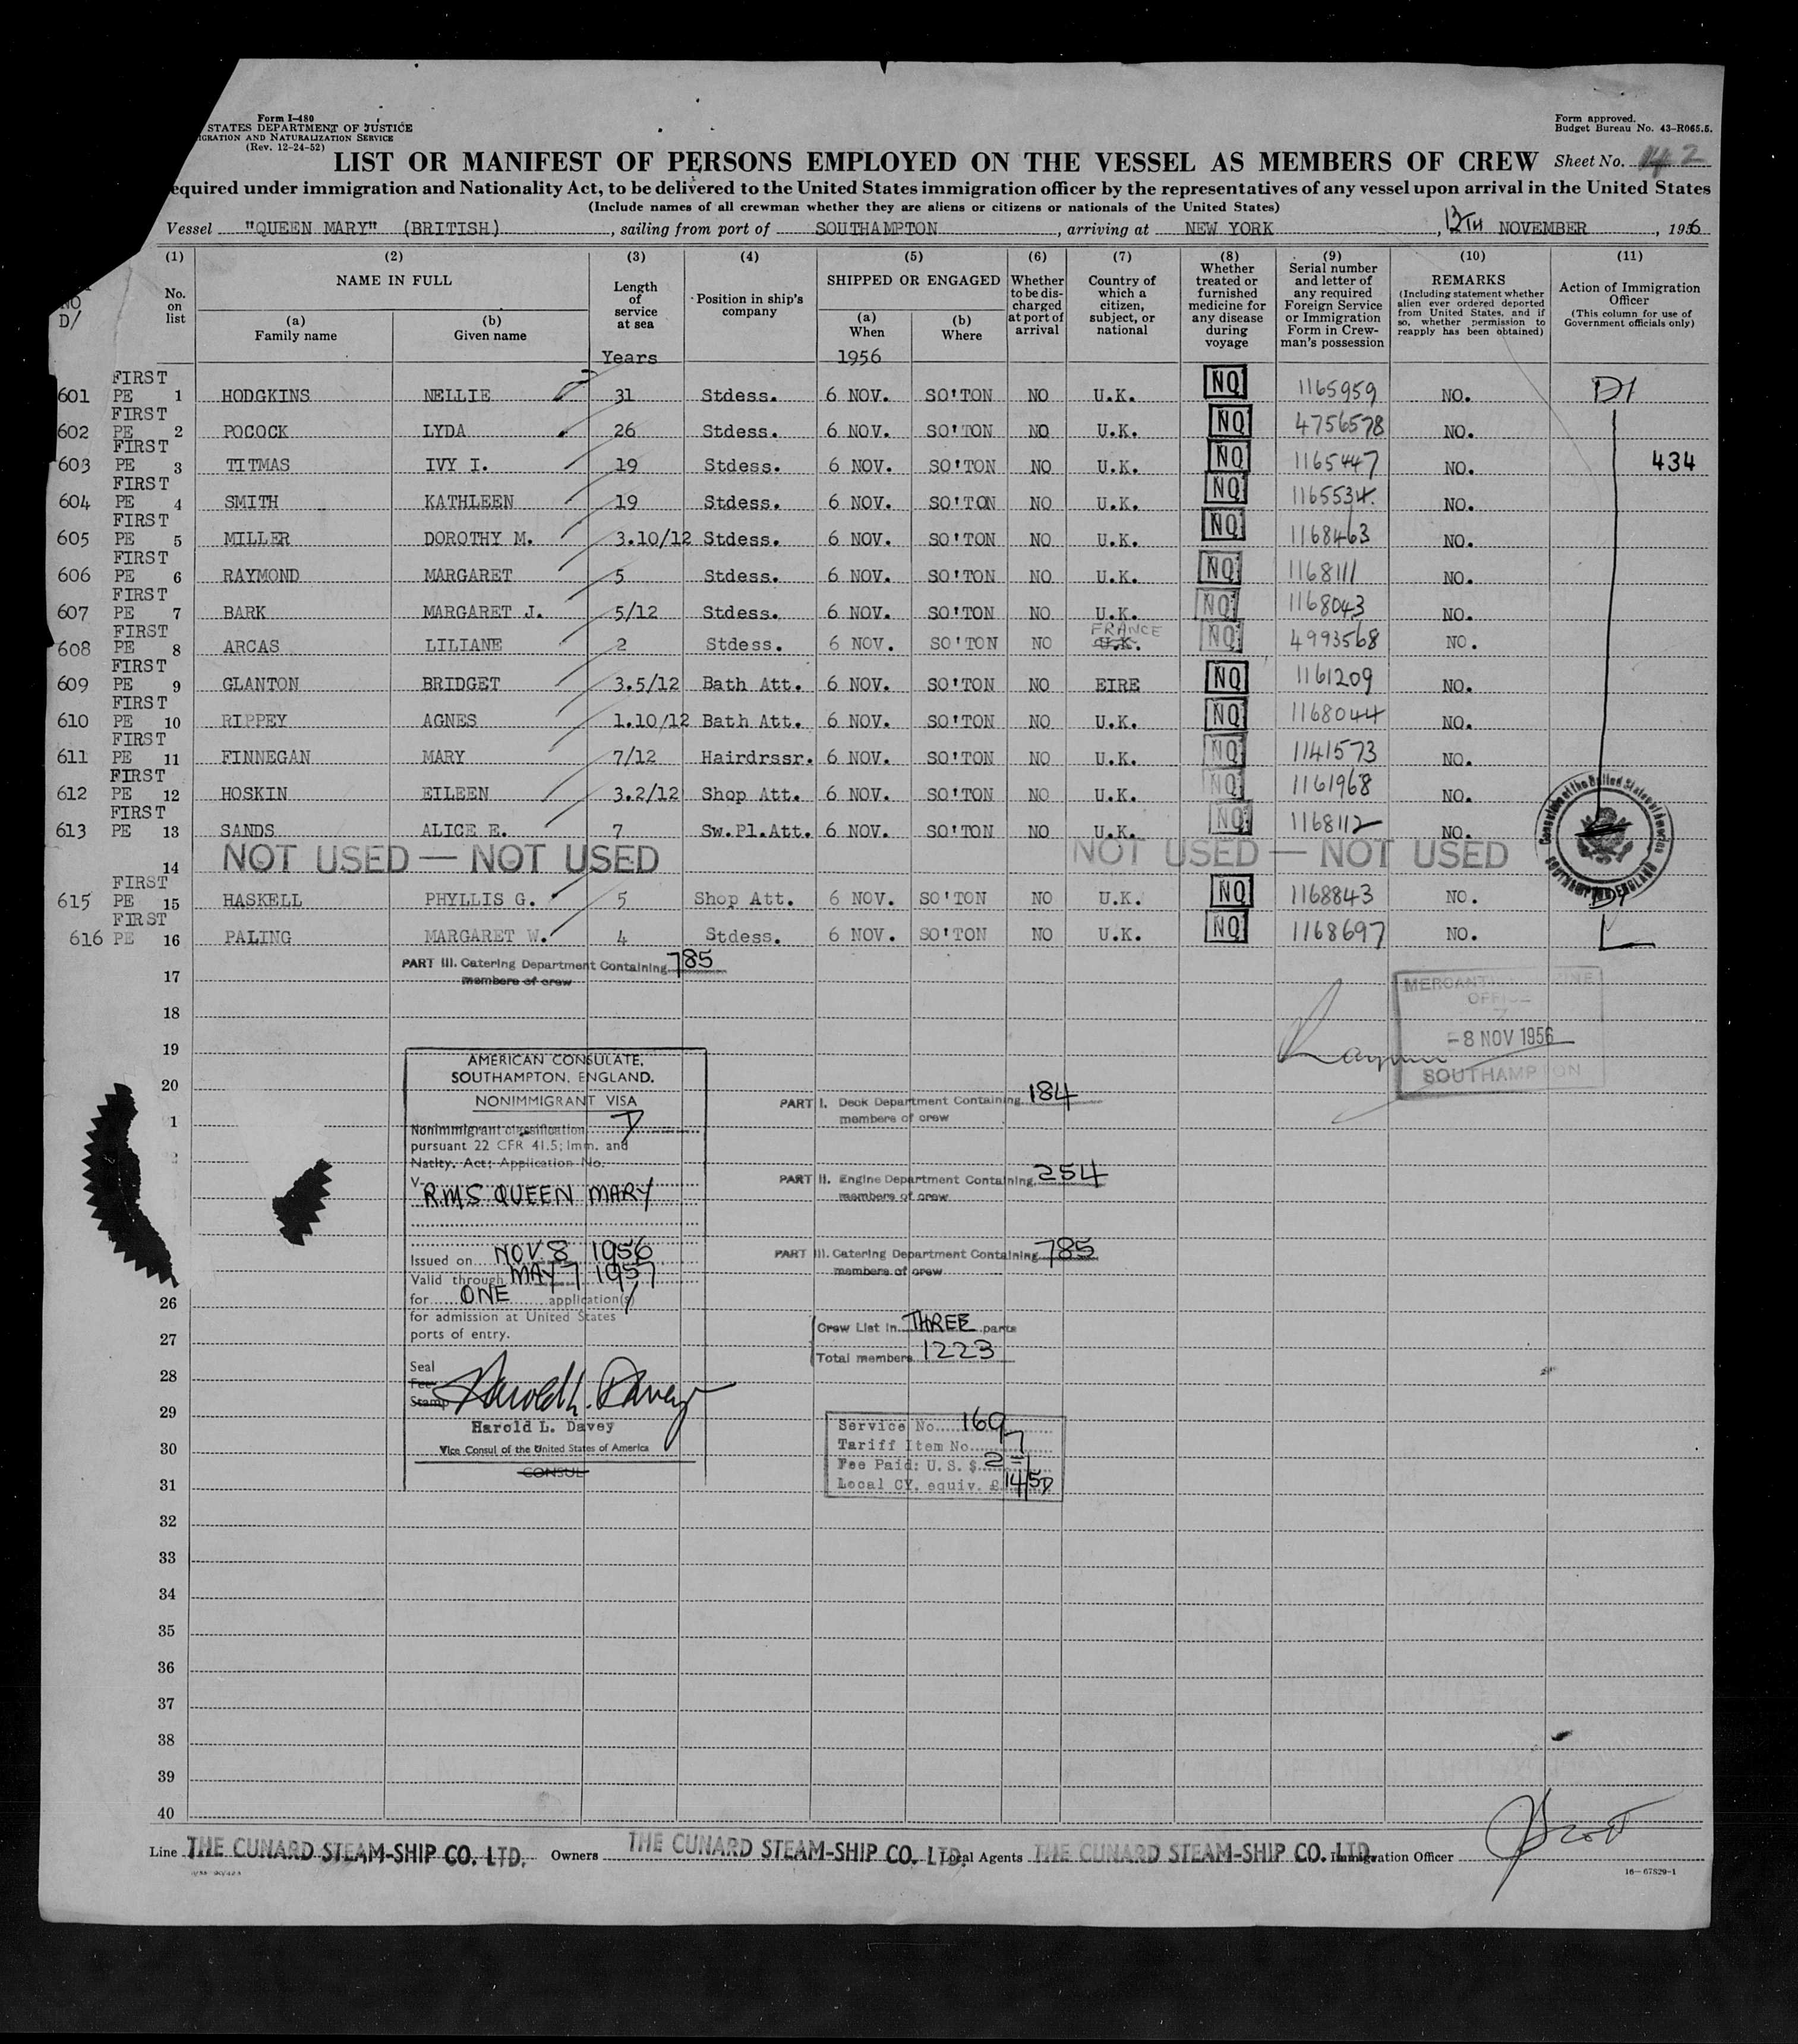 Form I-480
STATES DEPARTMENT OF JUSTICE
IGRATION AND NATURALIZATION SERVICE
(Rev. 12-24-52)
Form approved.
Budget Bureau No. 43-R065.5.
LIST OR MANIFEST OF PERSONS EMPLOYED ON THE VESSEL AS MEMBERS OF CREW Sheet No. 42
equired under immigration and Nationality Act, to be delivered to the United States immigration officer by the representatives of any vessel upon arrival in the United States
(Include names of all crewman whether they are aliens or citizens or nationals of the United States)
Vessel "QUEEN MARY" (BRITISH), sailing from port of SOUTHAMPTON, arriving at NEW YORK, TH NOVEMBER, 1956
(1) (2) (3) (4) (5) (6) (7) (8) (9) (10) (11)
NO
D/
No. on list
NAME IN FULL
(a) Family name
(b) Given name
Length of service at sea
Years
Position in ship's company
SHIPPED OR ENGAGED
(a) When
1956
(b) Where
Whether to be discharged at port of arrival
Country of which a citizen, subject, or national
Whether treated or furnished medicine for any disease during voyage
Serial number and letter of any required Foreign Service or Immigration Form in Crewman's possession
REMARKS
(Including statement whether alien ever ordered deported from United States, and if so, whether permission to reapply has been obtained)
Action of Immigration Officer
(This column for use of Government officials only)
601 FIRST PE 1 HODGKINS NELLIE 31 Stdess. 6 NOV. SO'TON NO U.K. NQ 1165959 NO. D1
602 FIRST PE 2 POCOCK LYDA 26 Stdess. 6 NOV. SO'TON NO U.K. NQ 4756578 NO.
603 FIRST PE 3 TITMAS IVY I. 19 Stdess. 6 NOV. SO'TON NO U.K. NQ 1165447 NO. 434
604 FIRST PE 4 SMITH KATHLEEN 19 Stdess. 6 NOV. SO'TON NO U.K. NQ 1165534. NO.
605 FIRST PE 5 MILLER DOROTHY M. 3.10/12 Stdess. 6 NOV. SO'TON NO U.K. NQ 1168463 NO.
606 FIRST PE 6 RAYMOND MARGARET 5 Stdess. 6 NOV. SO'TON NO U.K. NQ 1168111 NO.
607 FIRST PE 7 BARK MARGARET J. 5/12 Stdess. 6 NOV. SO'TON NO U.K. NQ 1168043 NO.
608 FIRST PE 8 ARCAS LILIANE 2 Stdess. 6 NOV. SO'TON NO FRANCE U.K. NQ 4993568 NO.
609 FIRST PE 9 GLANTON BRIDGET 3.5/12 Bath Att. 6 NOV. SO'TON NO EIRE NQ 1161209 NO.
610 FIRST PE 10 RIPPEY AGNES 1.10/12 Bath Att. 6 NOV. SO'TON NO U.K. NQ 1168044 NO.
611 FIRST PE 11 FINNEGAN MARY 7/12 Hairdrssr. 6 NOV. SO'TON NO U.K. NQ 1141573 NO.
612 FIRST PE 12 HOSKIN EILEEN 3.2/12 Shop Att. 6 NOV. SO'TON NO U.K. NQ 1161968 NO.
613 FIRST PE 13 SANDS ALICE E. 7 Sw.Pl.Att. 6 NOV. SO'TON NO U.K. NQ 1168112 NO.
14 NOT USED — NOT USED NOT USED — NOT USED
615 FIRST PE 15 HASKELL PHYLLIS G. 5 Shop Att. 6 NOV. SO'TON NO U.K. NQ 1168843 NO.
616 FIRST PE 16 PALING MARGARET W. 4 Stdess. 6 NOV. SO'TON NO U.K. NQ 1168697 NO.
SOUTHAMPTON ENGLAND
17 PART III. Catering Department Containing 785
members of crew
18
19
20
1
MERCANT
OFFICE
-8 NOV 1956
SOUTHAMPTON
AMERICAN CONSULATE,
SOUTHAMPTON, ENGLAND.
NONIMMIGRANT VISA
Nonimmigrant classification
pursuant 22 CFR 41.5; Imm. and
Natlty. Act; Application No.
V.
R.M.S QUEEN MARY
Issued on NOV. 8 1956
Valid through MAY 7 1957
for ONE application(s)
for admission at United States
ports of entry.
Seal
Fee
Stamp
Harold L. Davey
Harold L. Davey
Vice Consul of the United States of America
CONSUL
PART I. Deck Department Containing 184
members of crew
PART II. Engine Department Containing 254
members of crew
PART III. Catering Department Containing 785
members of crew
Crew List in THREE parts
Total members 1223
Service No. 169
Tariff Item No. 7
Fee Paid: U.S. $ 2=
Local CY. equiv. £ 14/5D
26
27
28
29
30
31
32
33
34
35
36
37
38
39
40
Line THE CUNARD STEAM-SHIP CO. LTD. Owners THE CUNARD STEAM-SHIP CO. LTD. Local Agents THE CUNARD STEAM-SHIP CO. LTD. Immigration Officer
16—67829-1